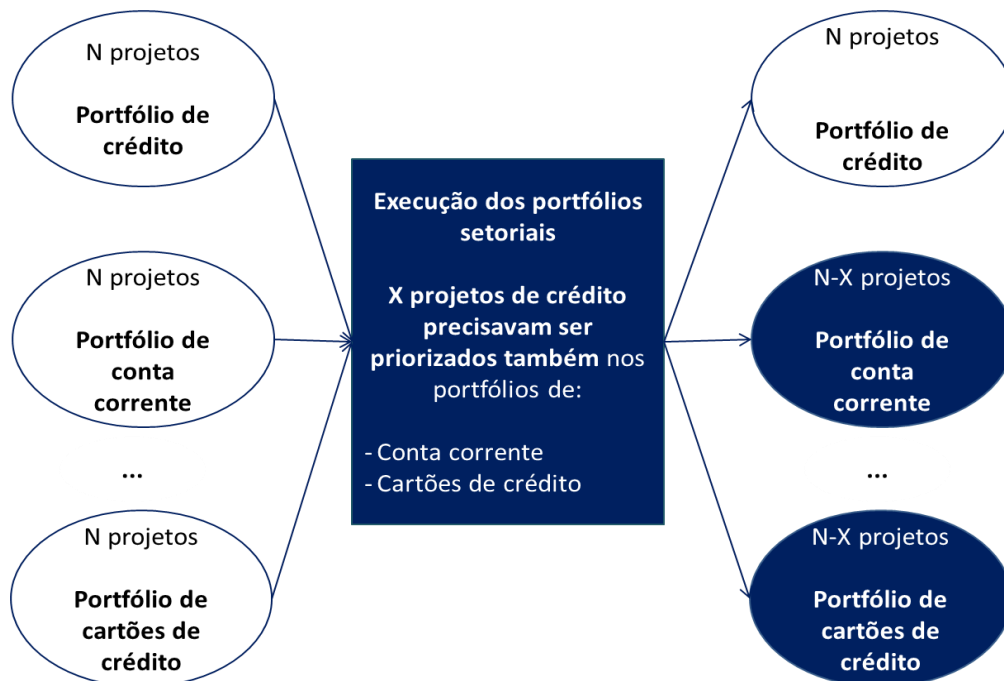 N projetos
Portfólio de
crédito
N projetos
Portfólio de
conta
corrente
...
N projetos
Portfólio de
cartões de
crédito
Execução dos portfólios
setoriais
X projetos de crédito
precisavam ser
priorizados também nos
portfólios de:
- Conta corrente
- Cartões de crédito
N projetos
Portfólio de
crédito
N-X projetos
Portfólio de
conta
corrente
...
N-X projetos
Portfólio de
cartões de
crédito